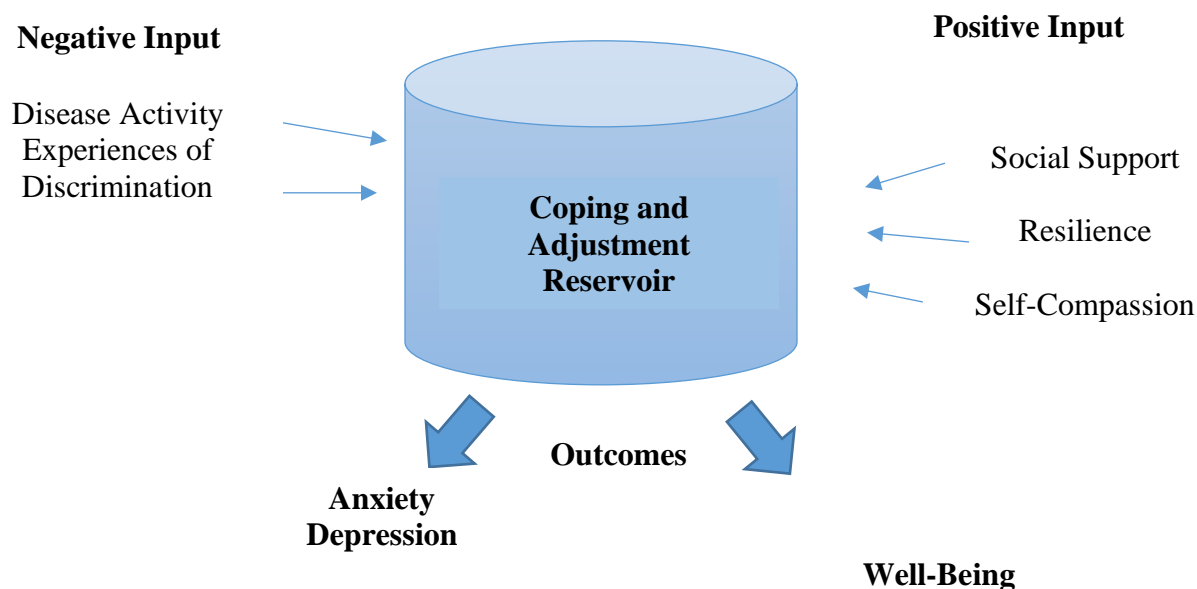 Negative Input
Positive Input
Disease Activity
Experiences of
Discrimination
Coping and
Adjustment
Reservoir
Social Support
Resilience
Self-Compassion
Outcomes
Anxiety
Depression
Well-Being